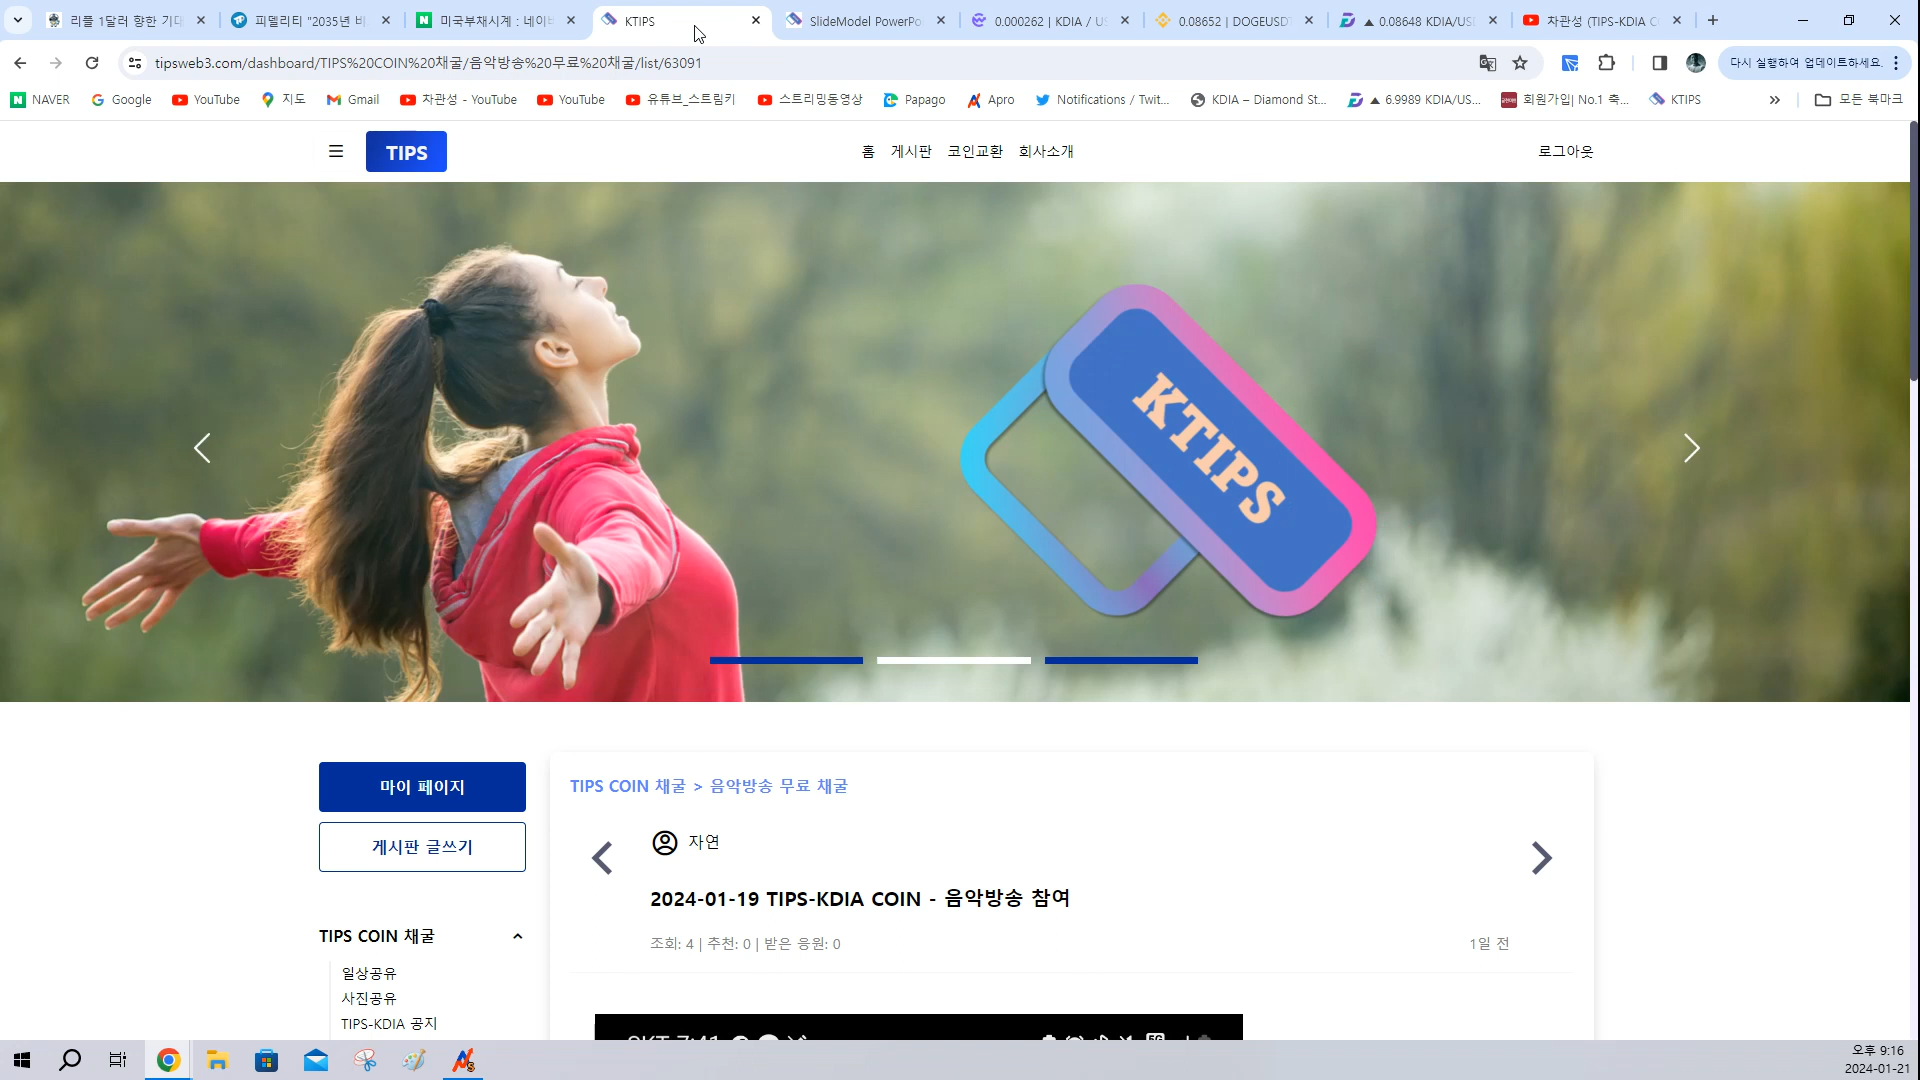 리플 1달러 향한 기대
피델리티 "2035년 비
미국부채시계 : 네이버
KTIPS
SlideModel PowerPo
0.000262 | KDIA / US
0.08652 | DOGEUSDT
▲ 0.08648 KDIA/USD
차관성 (TIPS-KDIA C
tipsweb3.com/dashboard/TIPS%20COIN%20채굴/음악방송%20무료%20채굴/list/63091
다시 실행하여 업데이트하세요.
NAVER
Google
YouTube
지도
Gmail
차관성 - YouTube
YouTube
유튜브_스트림키
스트리밍동영상
Papago
Apro
Notifications / Twit...
KDIA – Diamond St...
▲ 6.9989 KDIA/US...
회원가입| No.1 축...
KTIPS
»
모든 북마크
TIPS
홈
게시판
코인교환
회사소개
로그아웃
KTIPS
마이 페이지
게시판 글쓰기
TIPS COIN 채굴
일상공유
사진공유
TIPS-KDIA 공지
TIPS COIN 채굴 > 음악방송 무료 채굴
자연
2024-01-19 TIPS-KDIA COIN - 음악방송 참여
조회: 4 | 추천: 0 | 받은 응원: 0
1일 전
오후 9:16
2024-01-21